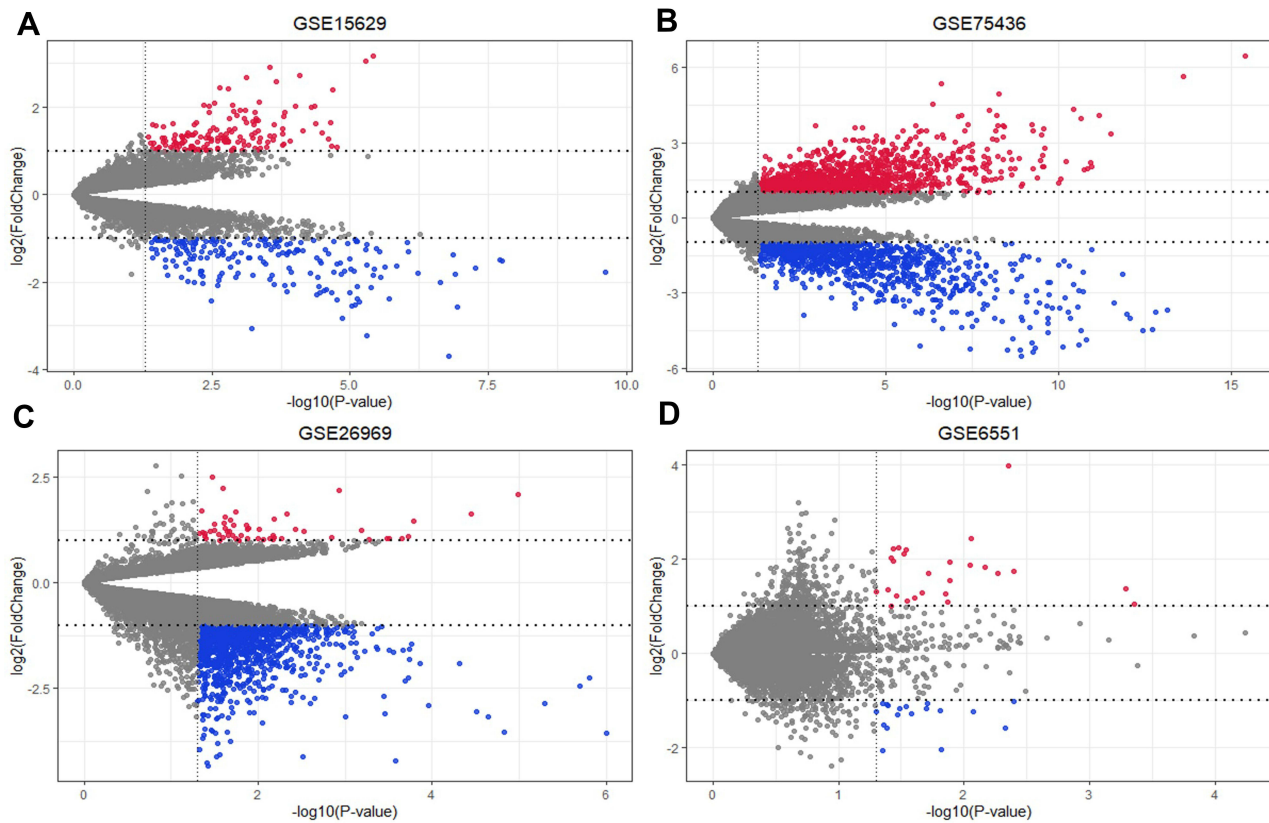 A
GSE15629
log2(FoldChange)
2
0
-2
-4
0.0 2.5 5.0 7.5 10.0
-log10(P-value)
B
GSE75436
log2(FoldChange)
6
3
0
-3
-6
0 5 10 15
-log10(P-value)
C
GSE26969
log2(FoldChange)
2.5
0.0
-2.5
0 2 4 6
-log10(P-value)
D
GSE6551
log2(FoldChange)
4
2
0
-2
0 1 2 3 4
-log10(P-value)